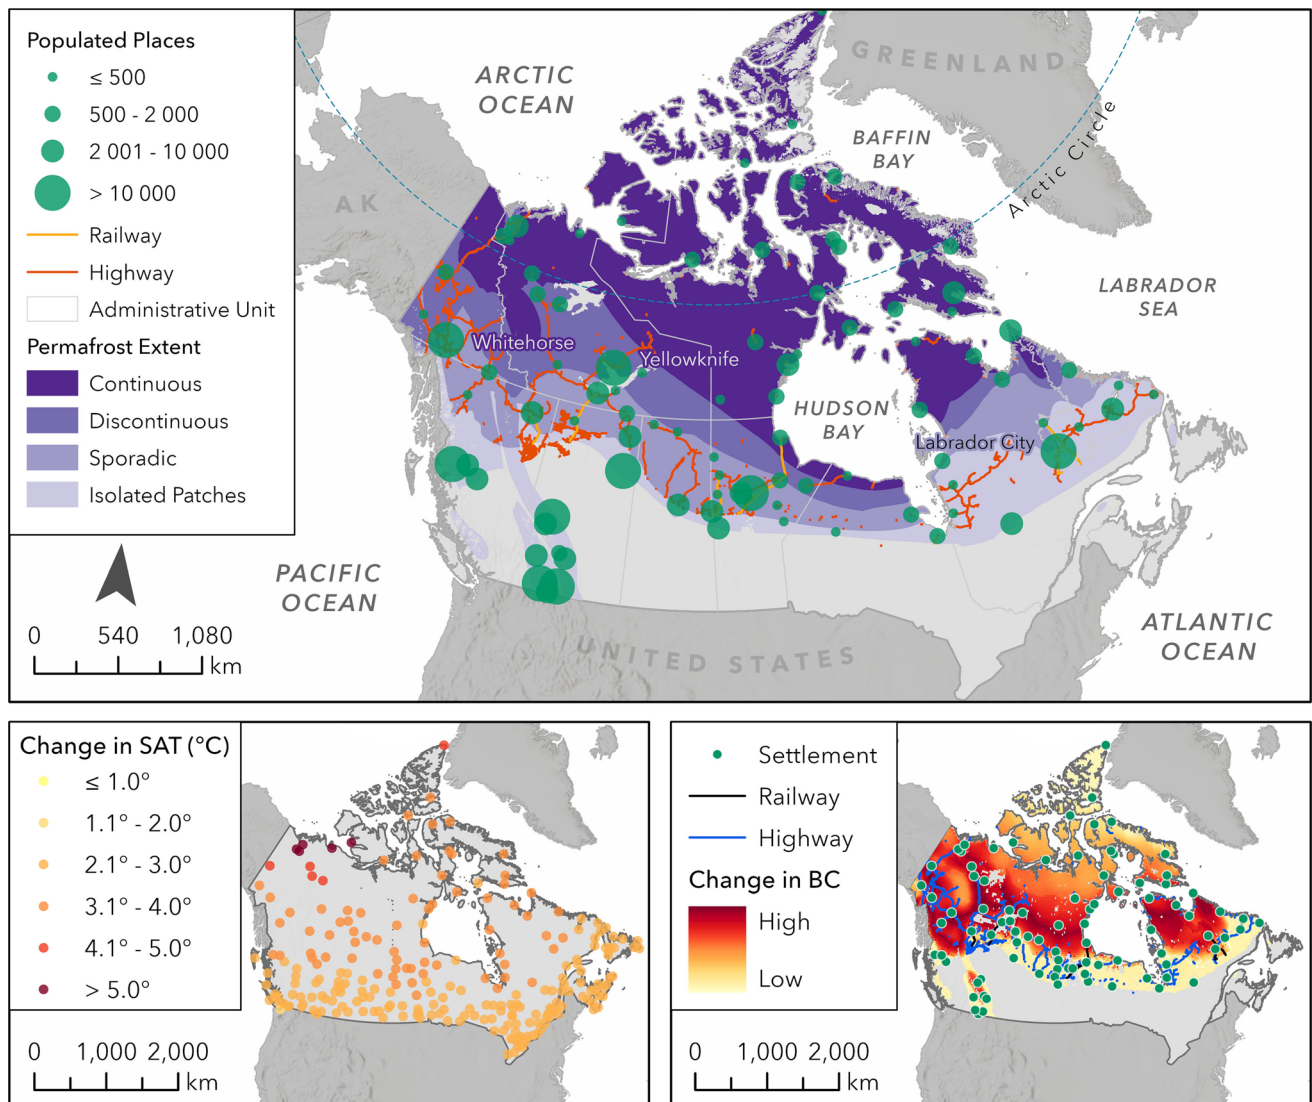 Populated Places
≤ 500
500 - 2 000
2 001 - 10 000
> 10 000
Railway
Highway
Administrative Unit
Permafrost Extent
Continuous
Discontinuous
Sporadic
Isolated Patches
0 540 1,080
km
ARCTIC
OCEAN
GREENLAND
BAFFIN
BAY
Arctic Circle
AK
LABRADOR
SEA
Whitehorse
Yellowknife
HUDSON
BAY
Labrador City
PACIFIC
OCEAN
UNITED STATES
ATLANTIC
OCEAN
Change in SAT (°C)
≤ 1.0°
1.1° - 2.0°
2.1° - 3.0°
3.1° - 4.0°
4.1° - 5.0°
> 5.0°
0 1,000 2,000
km
Settlement
Railway
Highway
Change in BC
High
Low
0 1,000 2,000
km